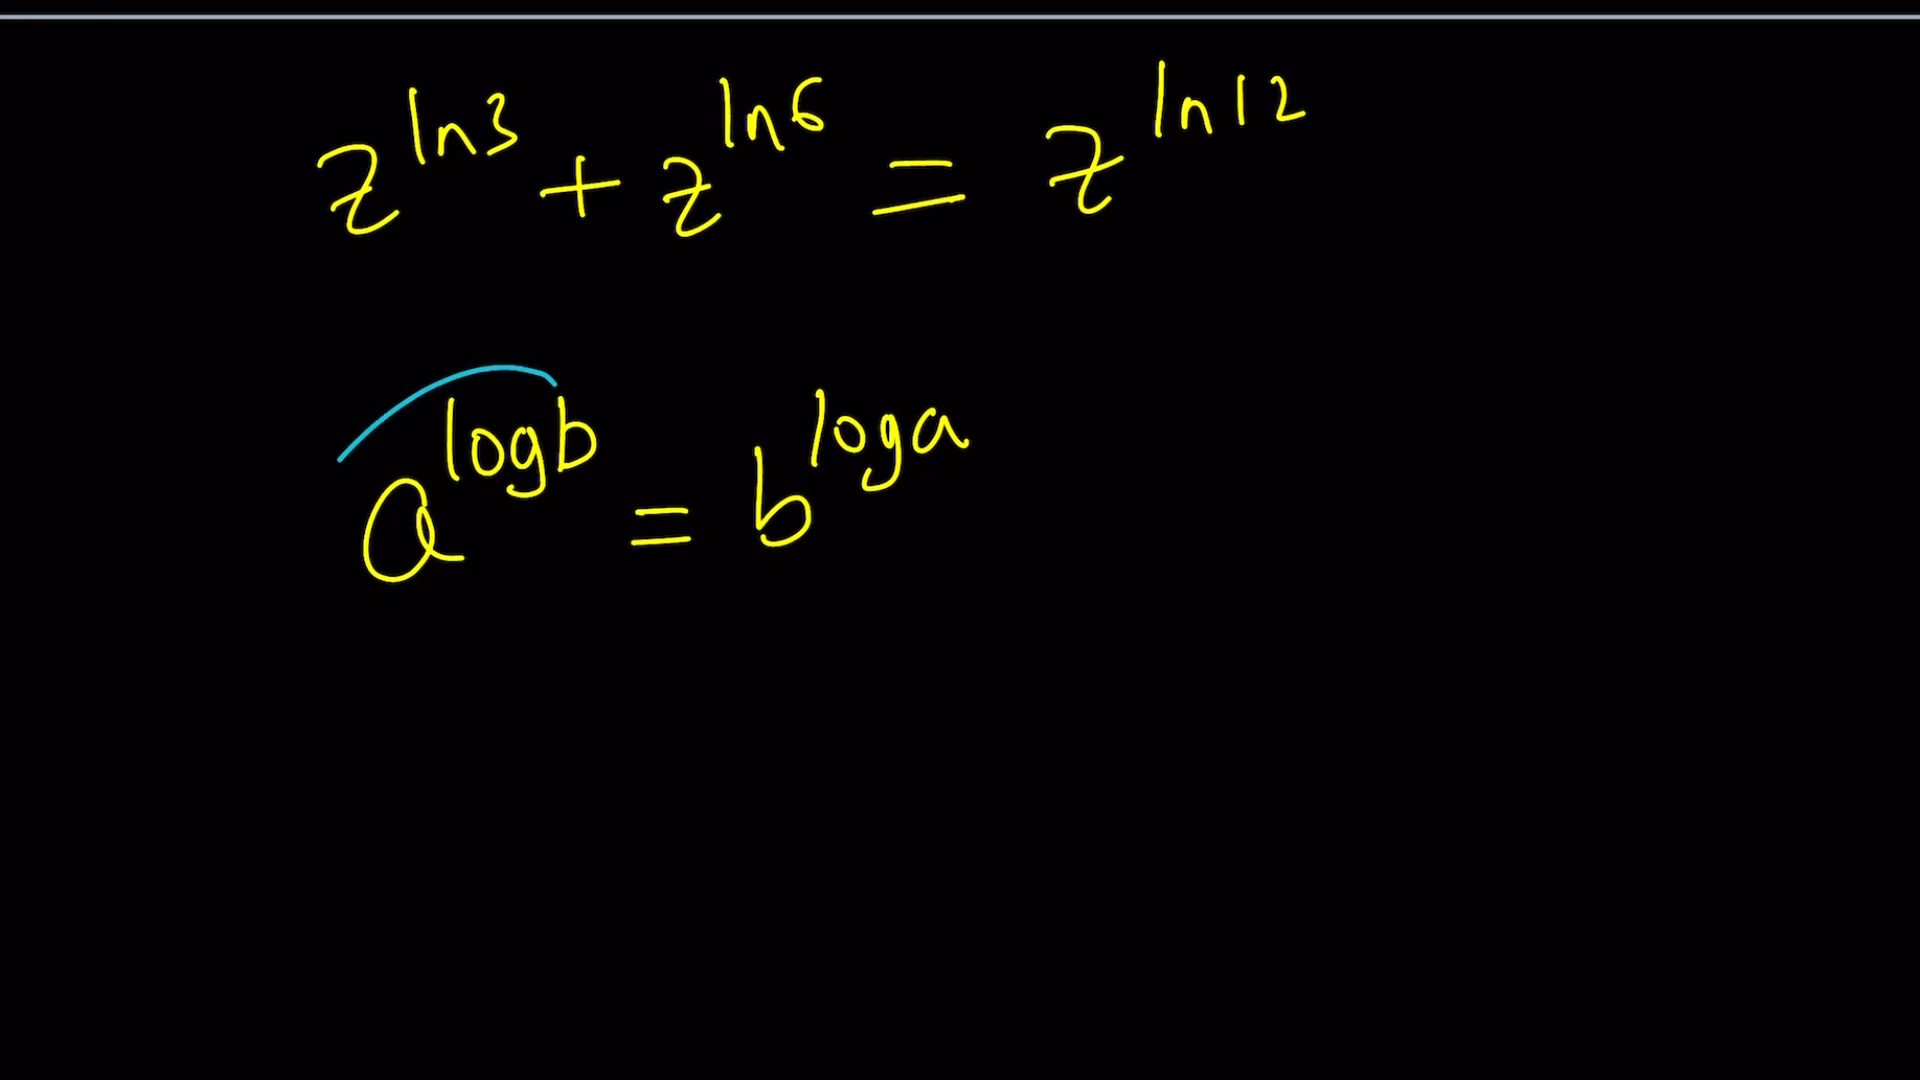 z^ln3 + z^ln6 = z^ln12
a^logb = b^loga